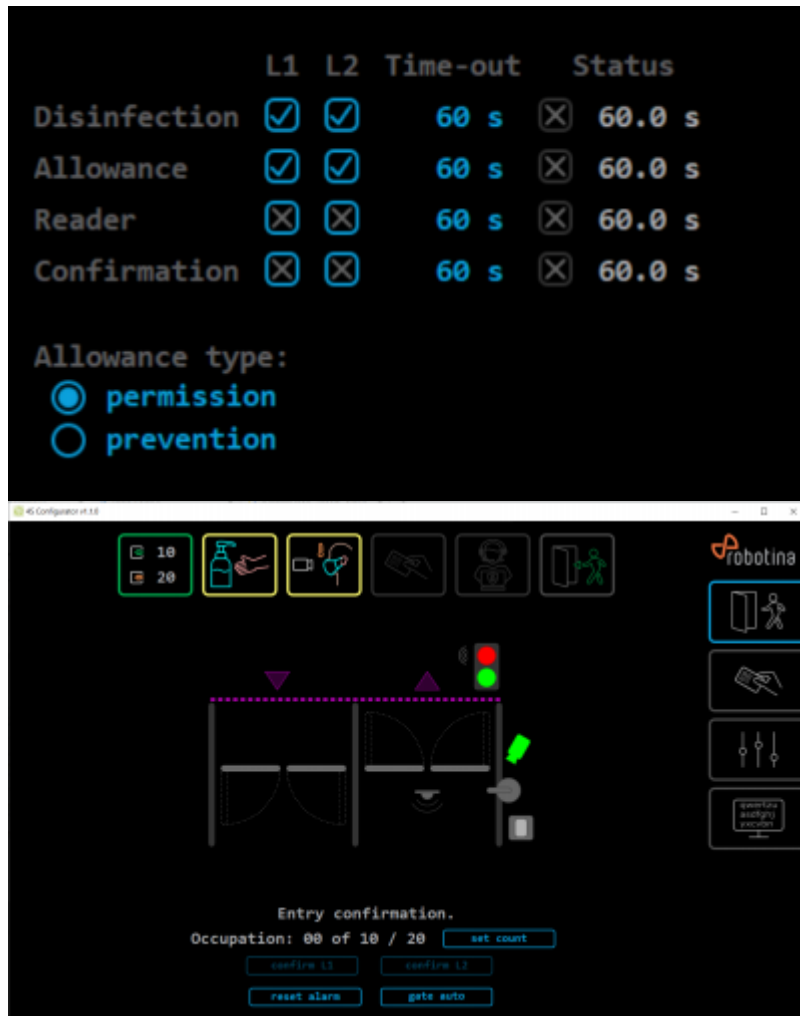 L1 L2 Time-out Status
Disinfection 60 s 60.0 s
Allowance 60 s 60.0 s
Reader 60 s 60.0 s
Confirmation 60 s 60.0 s
Allowance type:
permission
prevention
4S Configurator v1.1.0
10
20
robotina
Entry confirmation.
Occupation: 00 of 10 / 20 set count
confirm L1 confirm L2
reset alarm gate auto